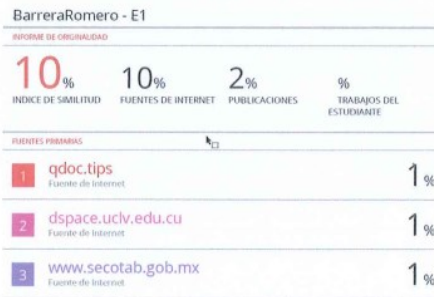 BarreraRomero - E1
INFORME DE ORIGINALIDAD
10%
INDICE DE SIMILITUD
10%
FUENTES DE INTERNET
2%
PUBLICACIONES
%
TRABAJOS DEL
ESTUDIANTE
FUENTES PRIMARIAS
1
qdoc.tips
Fuente de Internet
1%
2
dspace.uclv.edu.cu
Fuente de Internet
1%
3
www.secotab.gob.mx
Fuente de Internet
1%